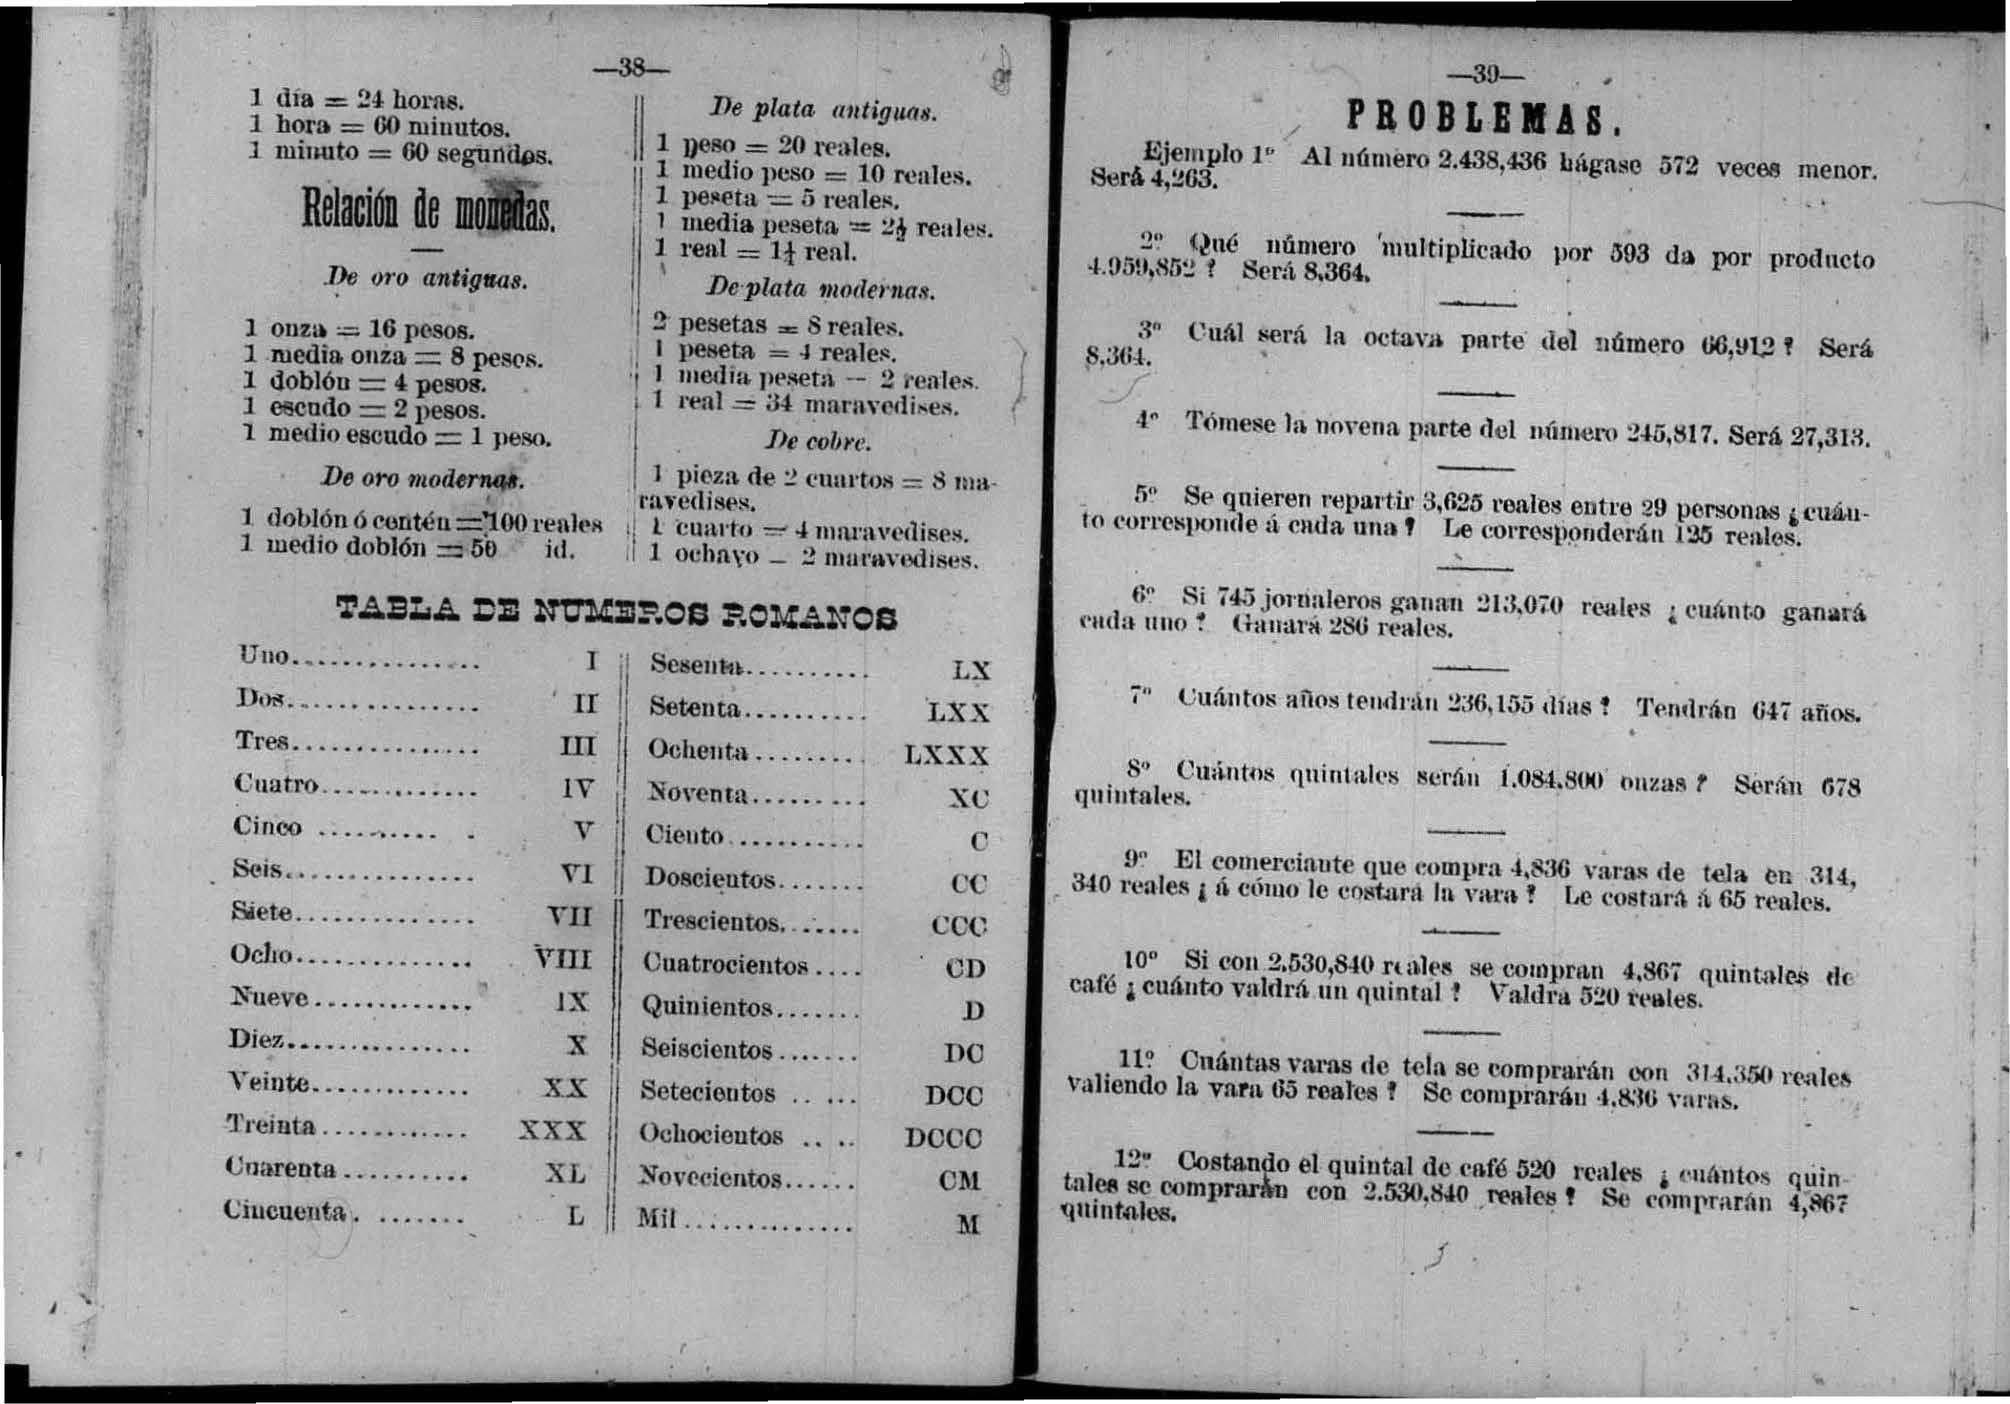 —38—
1 día = 24 horas.
1 hora = 60 minutos.
1 minuto = 60 segundos.
Relación de monedas.
De oro antiguas.
1 onza = 16 pesos.
1 media onza = 8 pesos.
1 doblón = 4 pesos.
1 escudo = 2 pesos.
1 medio escudo = 1 peso.
De oro modernas.
1 doblón ó centén = 100 reales
1 medio doblón = 50 id.
De plata antiguas.
1 peso = 20 reales.
1 medio peso = 10 reales.
1 peseta = 5 reales.
1 media peseta = 2½ reales.
1 real = 1¼ real.
De plata modernas.
2 pesetas = 8 reales.
1 peseta = 4 reales.
1 media peseta — 2 reales.
1 real = 34 maravedises.
De cobre.
1 pieza de 2 cuartos = 8 ma-
ravedises.
1 cuarto = 4 maravedises.
1 ochavo — 2 maravedises.
TABLA DE NUMEROS ROMANOS
Uno............... I
Dos............... II
Tres............... III
Cuatro............. IV
Cinco .......... . V
Seis............... VI
Siete.............. VII
Ocho.............. VIII
Nueve ............. IX
Diez............... X
Veinte............. XX
Treinta ............ XXX
Cuarenta .......... XL
Cincuenta. ....... L
Sesenta.......... LX
Setenta.......... LXX
Ochenta ......... LXXX
Noventa......... XC
Ciento ........... C
Doscientos....... CC
Trescientos....... CCC
Cuatrocientos .... CD
Quinientos....... D
Seiscientos ....... DC
Setecientos .. ... DCC
Ochocientos .. .. DCCC
Novecientos...... CM
Mil .............. M
—39—
PROBLEMAS.
Ejemplo 1º Al número 2.438,436 hágase 572 veces menor.
Será 4,263.
2º Qué número multiplicado por 593 da por producto
4.959,852 ? Será 8,364.
3º Cuál será la octava parte del número 66,912 ? Será
8,364.
4º Tómese la novena parte del número 245,817. Será 27,313.
5º Se quieren repartir 3,625 reales entre 29 personas ¿ cuán-
to corresponde á cada una ? Le corresponderán 125 reales.
6º Si 745 jornaleros ganan 213,070 reales ¿ cuánto ganará
cada uno ? Ganará 286 reales.
7º Cuántos años tendrán 236,155 días ? Tendrán 647 años.
8º Cuántos quintales serán 1.084.800 onzas ? Serán 678
quintales.
9º El comerciante que compra 4,836 varas de tela en 314,
340 reales ¿ á cómo le costará la vara ? Le costará á 65 reales.
10º Si con 2.530,840 reales se compran 4,867 quintales de
café ¿ cuánto valdrá un quintal ? Valdra 520 reales.
11º Cuántas varas de tela se comprarán con 314.350 reales
valiendo la vara 65 reales ? Se comprarán 4.836 varas.
12º Costando el quintal de café 520 reales ¿ cuántos quin-
tales se comprarán con 2.530,840 reales ? Se comprarán 4,867
quintales.